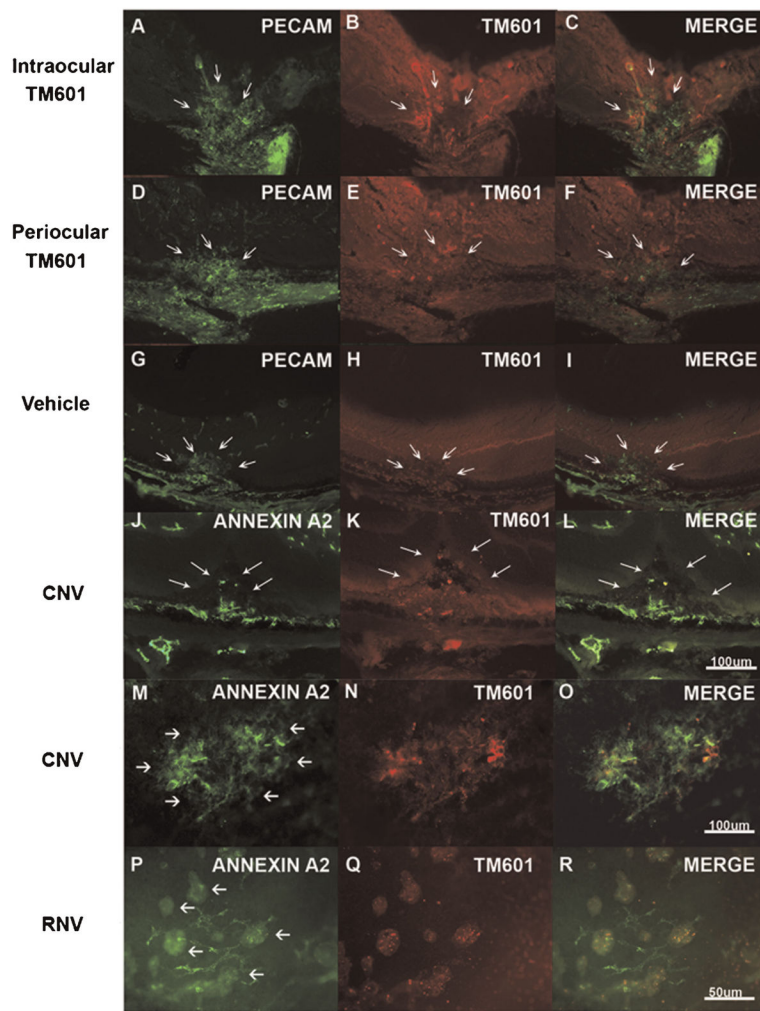 Intraocular
TM601
A PECAM
B TM601
C MERGE
Periocular
TM601
D PECAM
E TM601
F MERGE
Vehicle
G PECAM
H TM601
I MERGE
CNV
J ANNEXIN A2
K TM601
L MERGE
100um
CNV
M ANNEXIN A2
N TM601
O MERGE
100um
RNV
P ANNEXIN A2
Q TM601
R MERGE
50um